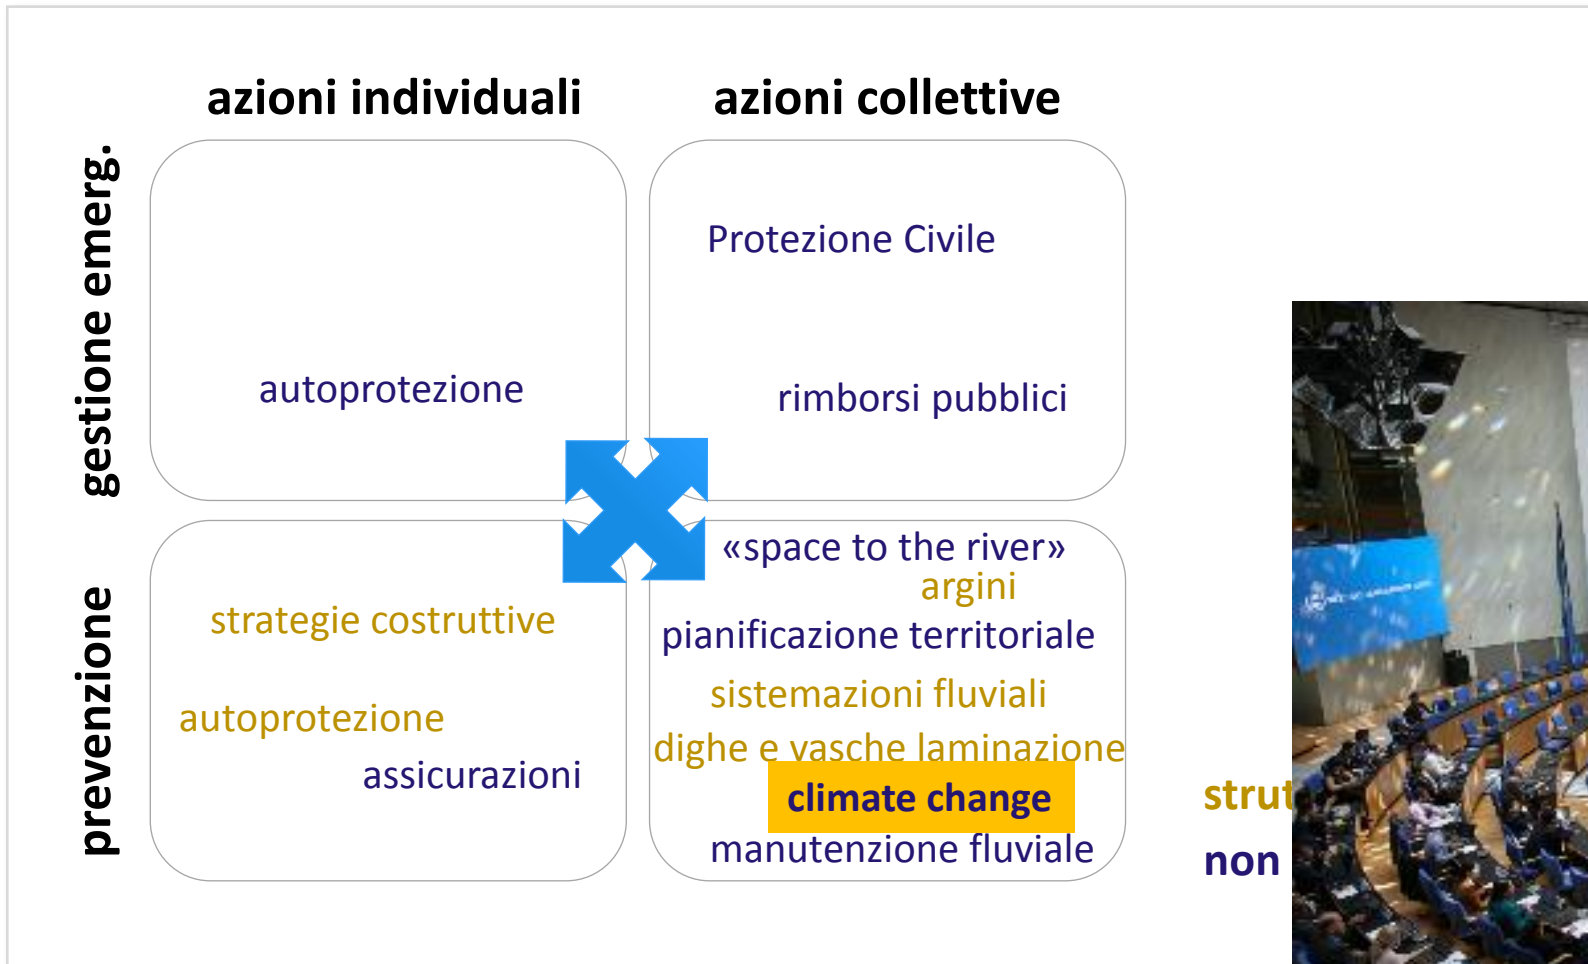 azioni individuali
azioni collettive
gestione emerg.
Protezione Civile
autoprotezione
rimborsi pubblici
prevenzione
strategie costruttive
autoprotezione
assicurazioni
«space to the river»
argini
pianificazione territoriale
sistemazioni fluviali
dighe e vasche laminazione
climate change
manutenzione fluviale
strut
non